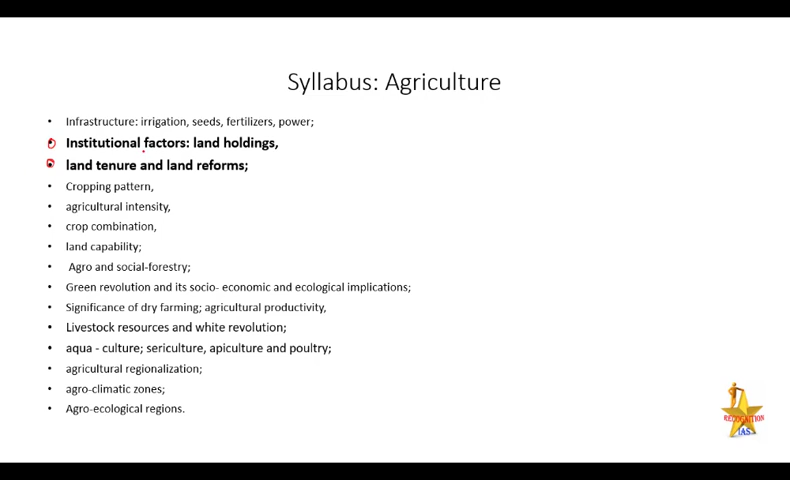 Syllabus: Agriculture
• Infrastructure: irrigation, seeds, fertilizers, power;
• Institutional factors: land holdings,
• land tenure and land reforms;
• Cropping pattern,
• agricultural intensity,
• crop combination,
• land capability;
• Agro and social-forestry;
• Green revolution and its socio- economic and ecological implications;
• Significance of dry farming; agricultural productivity,
• Livestock resources and white revolution;
• aqua - culture; sericulture, apiculture and poultry;
• agricultural regionalization;
• agro-climatic zones;
• Agro-ecological regions.
RECOGNITION
IAS